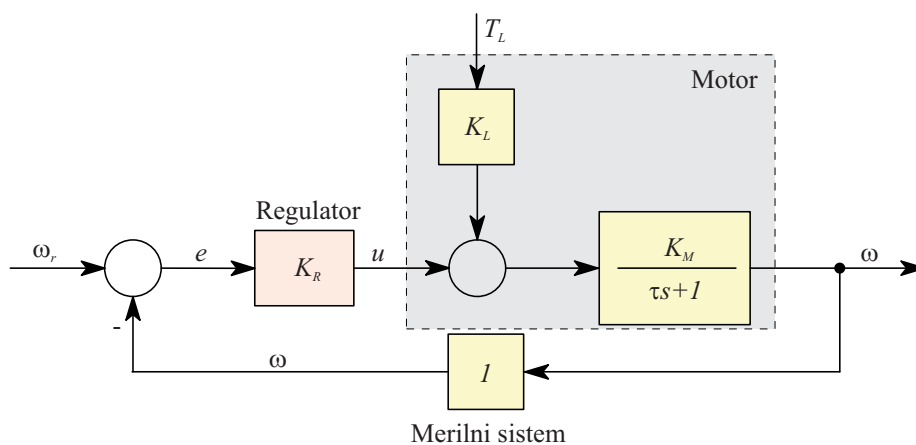 T_L
Motor
K_L
Regulator
ω_r
e
K_R
u
K_M
τs+1
ω
-
ω
1
Merilni sistem